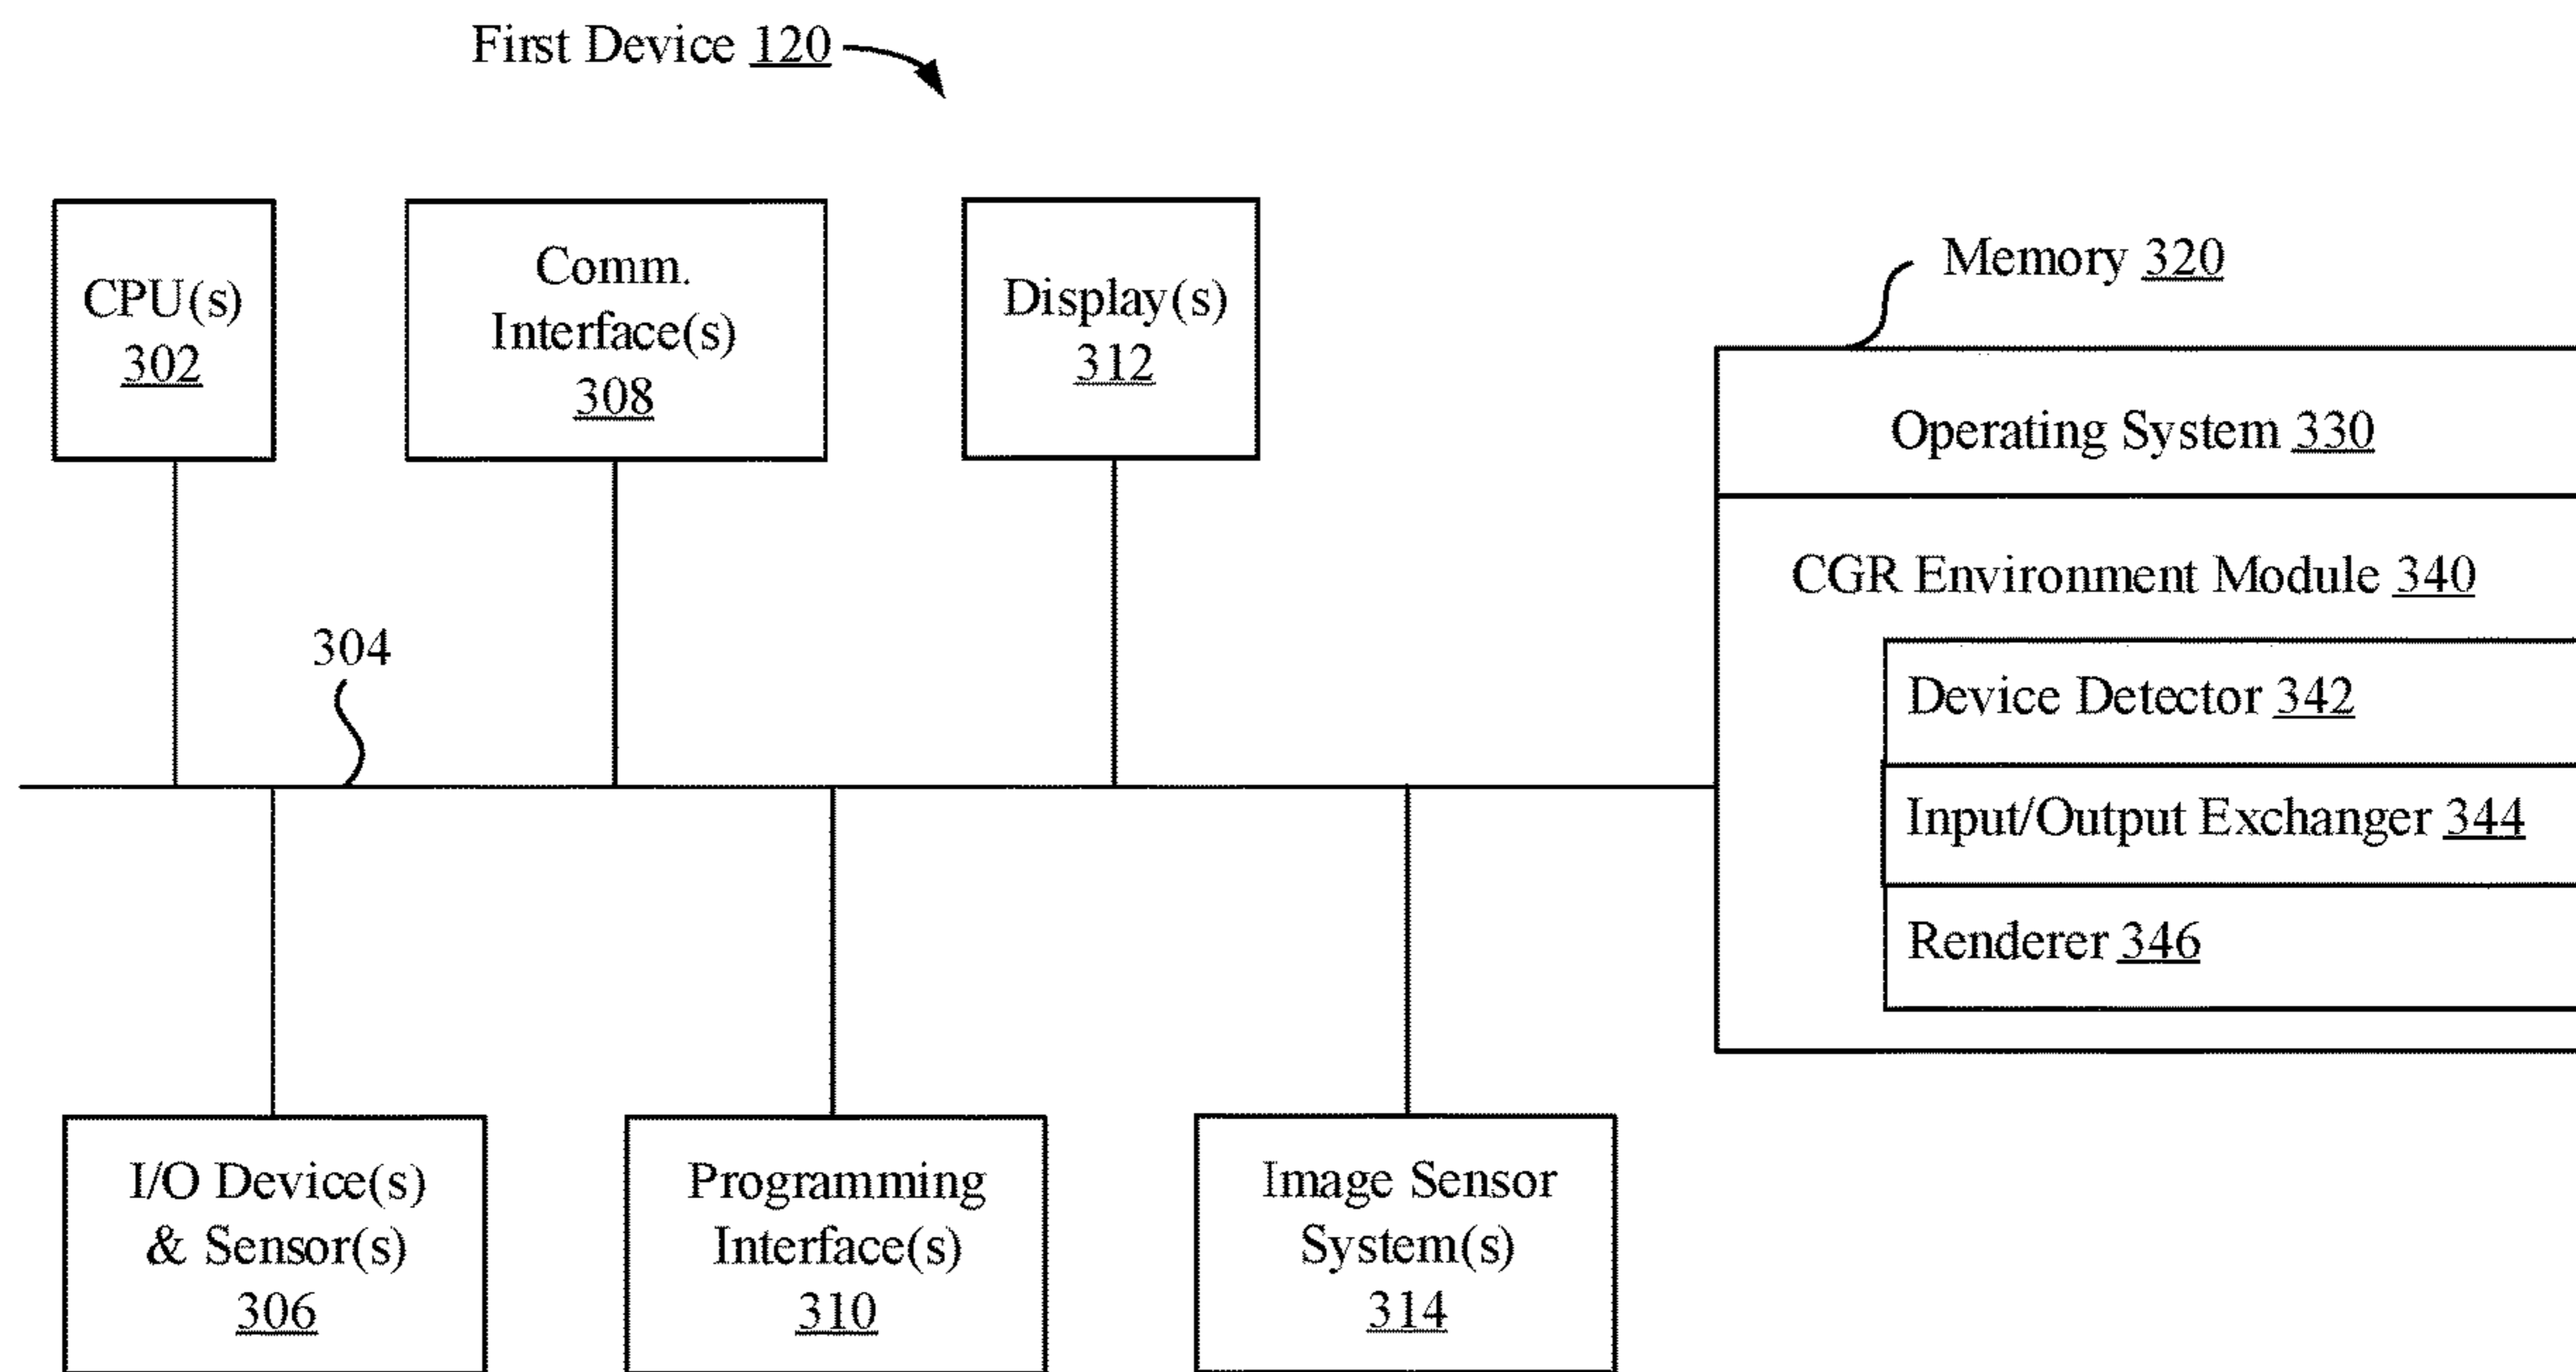 First Device 120
CPU(s)
302
Comm.
Interface(s)
308
Display(s)
312
Memory 320
Operating System 330
CGR Environment Module 340
Device Detector 342
Input/Output Exchanger 344
Renderer 346
304
I/O Device(s)
& Sensor(s)
306
Programming
Interface(s)
310
Image Sensor
System(s)
314